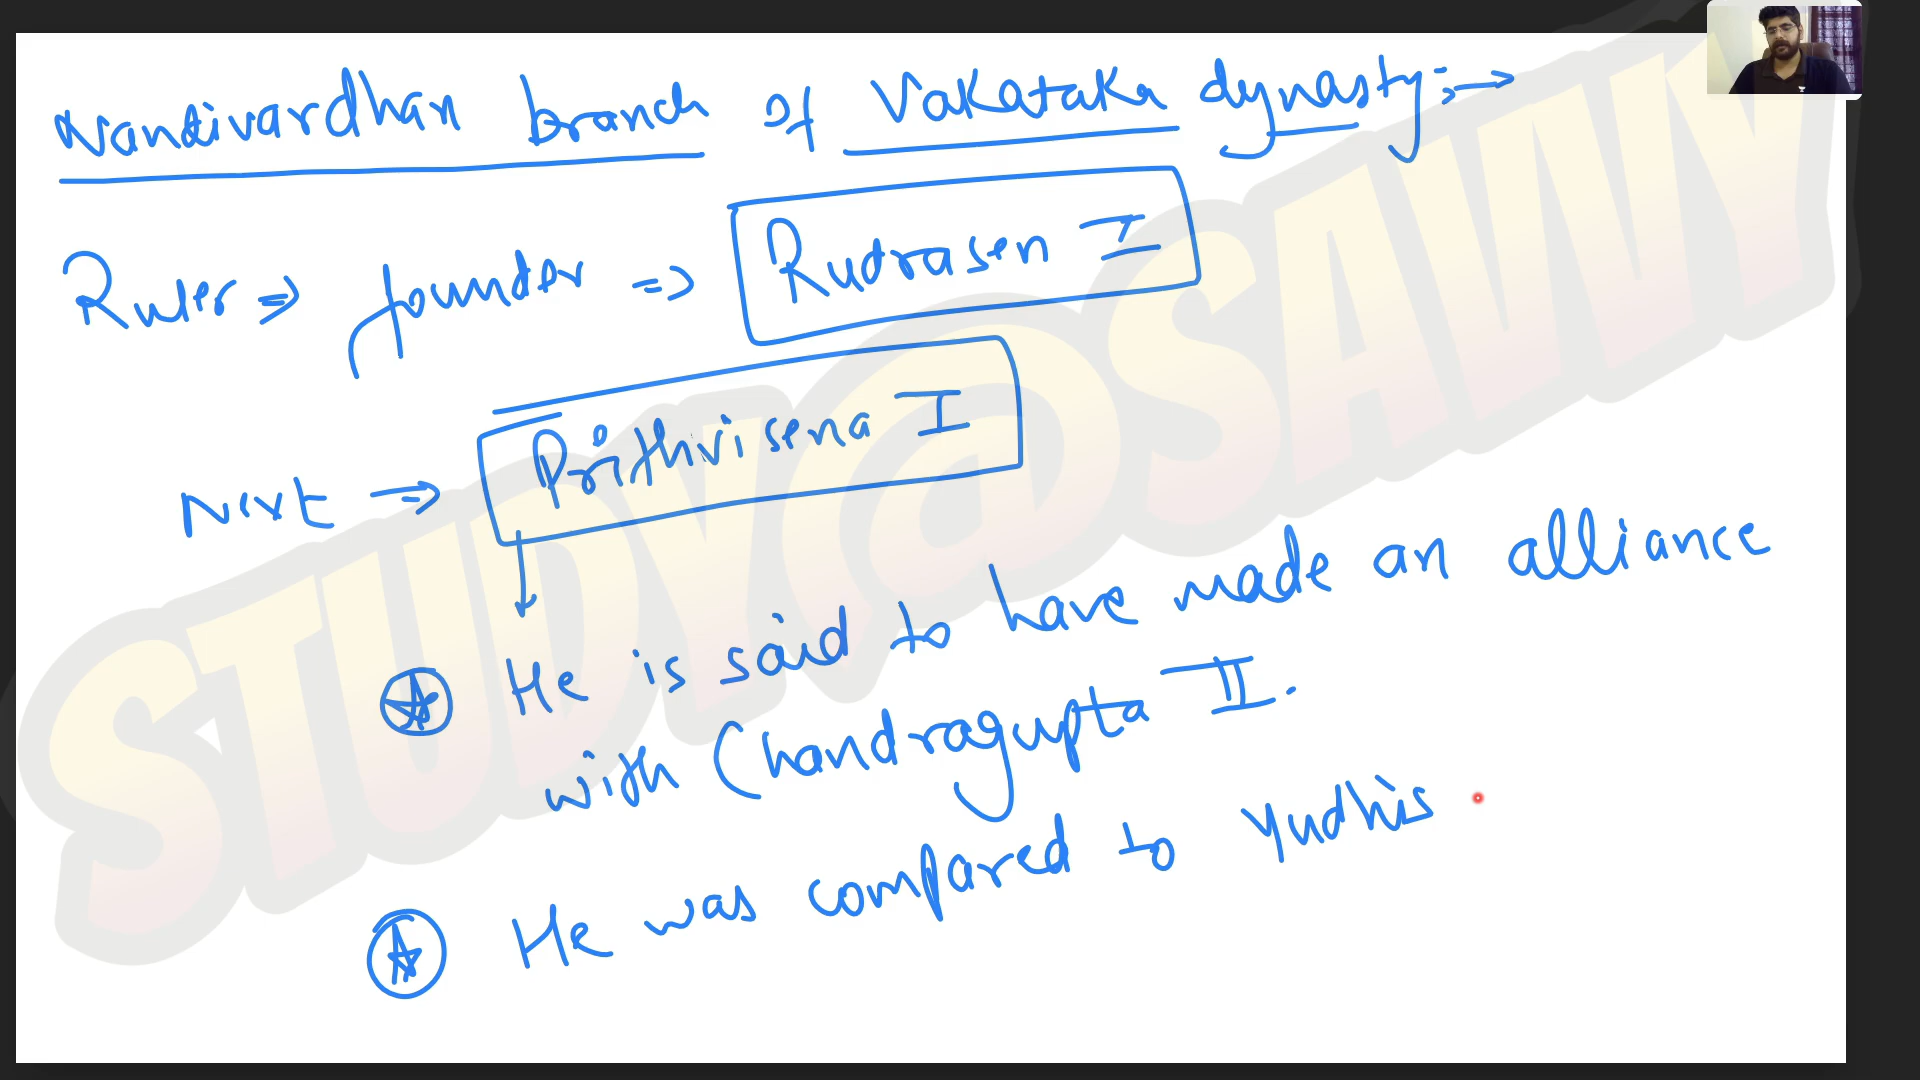 Nandivardhan branch of Vakataka dynasty :→
Ruler ⇒ founder ⇒ Rudrasen I
Next ⇒ Prithvisena I
He is said to have made an alliance
with Chandragupta II.
He was compared to Yudhis
STUDY@SAVVY